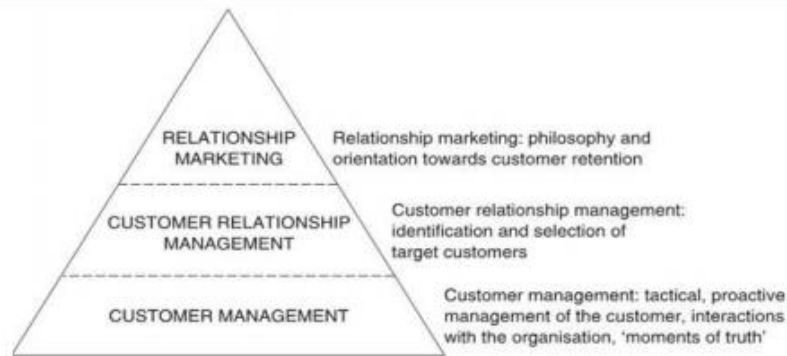 RELATIONSHIP
MARKETING
Relationship marketing: philosophy and
orientation towards customer retention
CUSTOMER RELATIONSHIP
MANAGEMENT
Customer relationship management:
identification and selection of
target customers
CUSTOMER MANAGEMENT
Customer management: tactical, proactive
management of the customer, interactions
with the organisation, 'moments of truth'